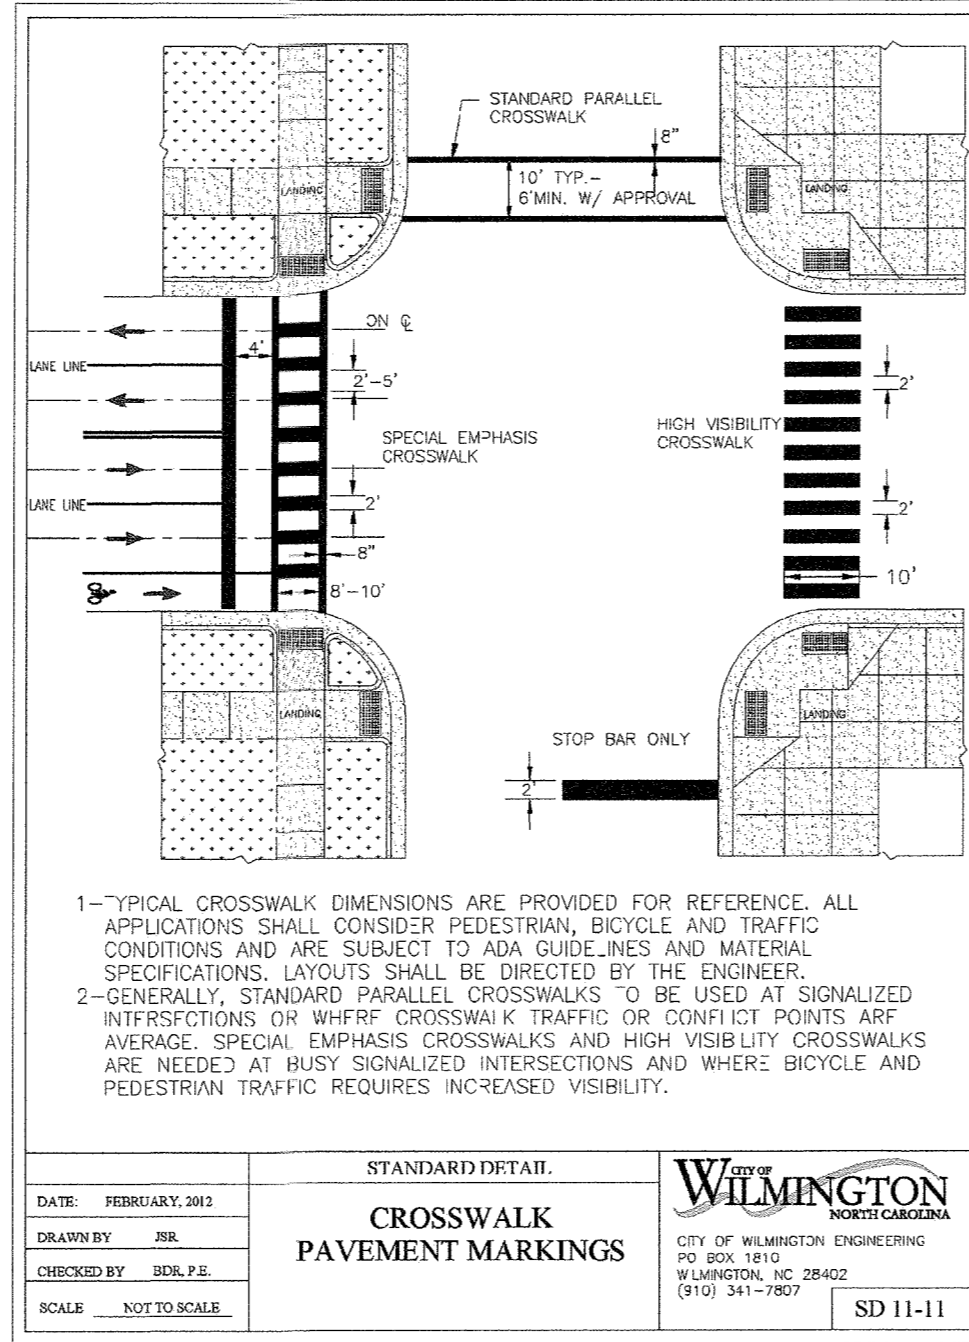 STANDARD PARALLEL
CROSSWALK
8"
10' TYP.-
6'MIN. W/ APPROVAL
LANDING
LANDING
ON ℄
4'
LANE LINE
2'-5'
2'
SPECIAL EMPHASIS
CROSSWALK
HIGH VISIBILITY
CROSSWALK
LANE LINE
2'
2'
8"
8'-10'
10'
LANDING
LANDING
STOP BAR ONLY
2'
1-TYPICAL CROSSWALK DIMENSIONS ARE PROVIDED FOR REFERENCE. ALL
APPLICATIONS SHALL CONSIDER PEDESTRIAN, BICYCLE AND TRAFFIC
CONDITIONS AND ARE SUBJECT TO ADA GUIDELINES AND MATERIAL
SPECIFICATIONS. LAYOUTS SHALL BE DIRECTED BY THE ENGINEER.
2-GENERALLY, STANDARD PARALLEL CROSSWALKS TO BE USED AT SIGNALIZED
INTERSECTIONS OR WHERE CROSSWALK TRAFFIC OR CONFLICT POINTS ARE
AVERAGE. SPECIAL EMPHASIS CROSSWALKS AND HIGH VISIBILITY CROSSWALKS
ARE NEEDED AT BUSY SIGNALIZED INTERSECTIONS AND WHERE BICYCLE AND
PEDESTRIAN TRAFFIC REQUIRES INCREASED VISIBILITY.
STANDARD DETAIL
CROSSWALK
PAVEMENT MARKINGS
DATE: FEBRUARY, 2012
DRAWN BY JSR
CHECKED BY BDR, P.E.
SCALE NOT TO SCALE
CITY OF
WILMINGTON
NORTH CAROLINA
CITY OF WILMINGTON ENGINEERING
PO BOX 1810
WILMINGTON, NC 28402
(910) 341-7807
SD 11-11